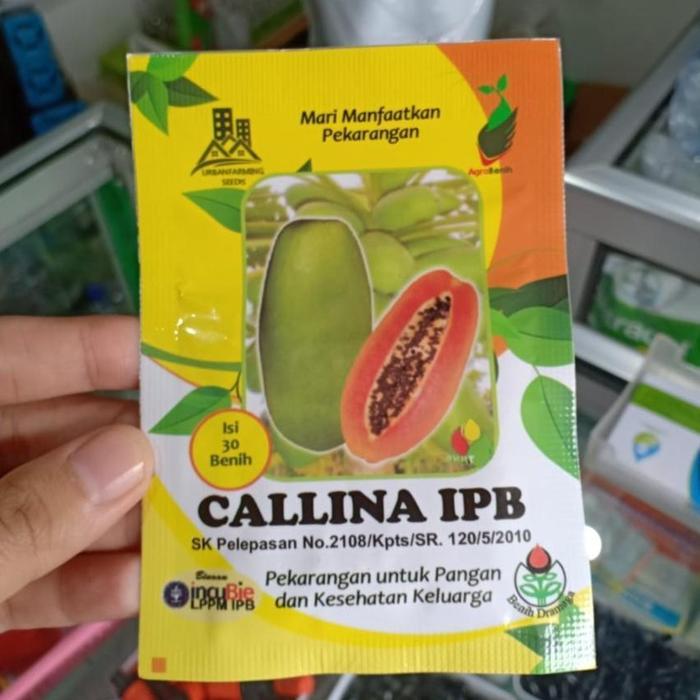 Mari Manfaatkan
Pekarangan
URBANFARMING
SEEDS
AgroBenih
Isi
30
Benih
CALLINA IPB
SK Pelepasan No.2108/Kpts/SR. 120/5/2010
Binaan
incuBie
LPPM IPB
Pekarangan untuk Pangan
dan Kesehatan Keluarga
Benih Dramaga